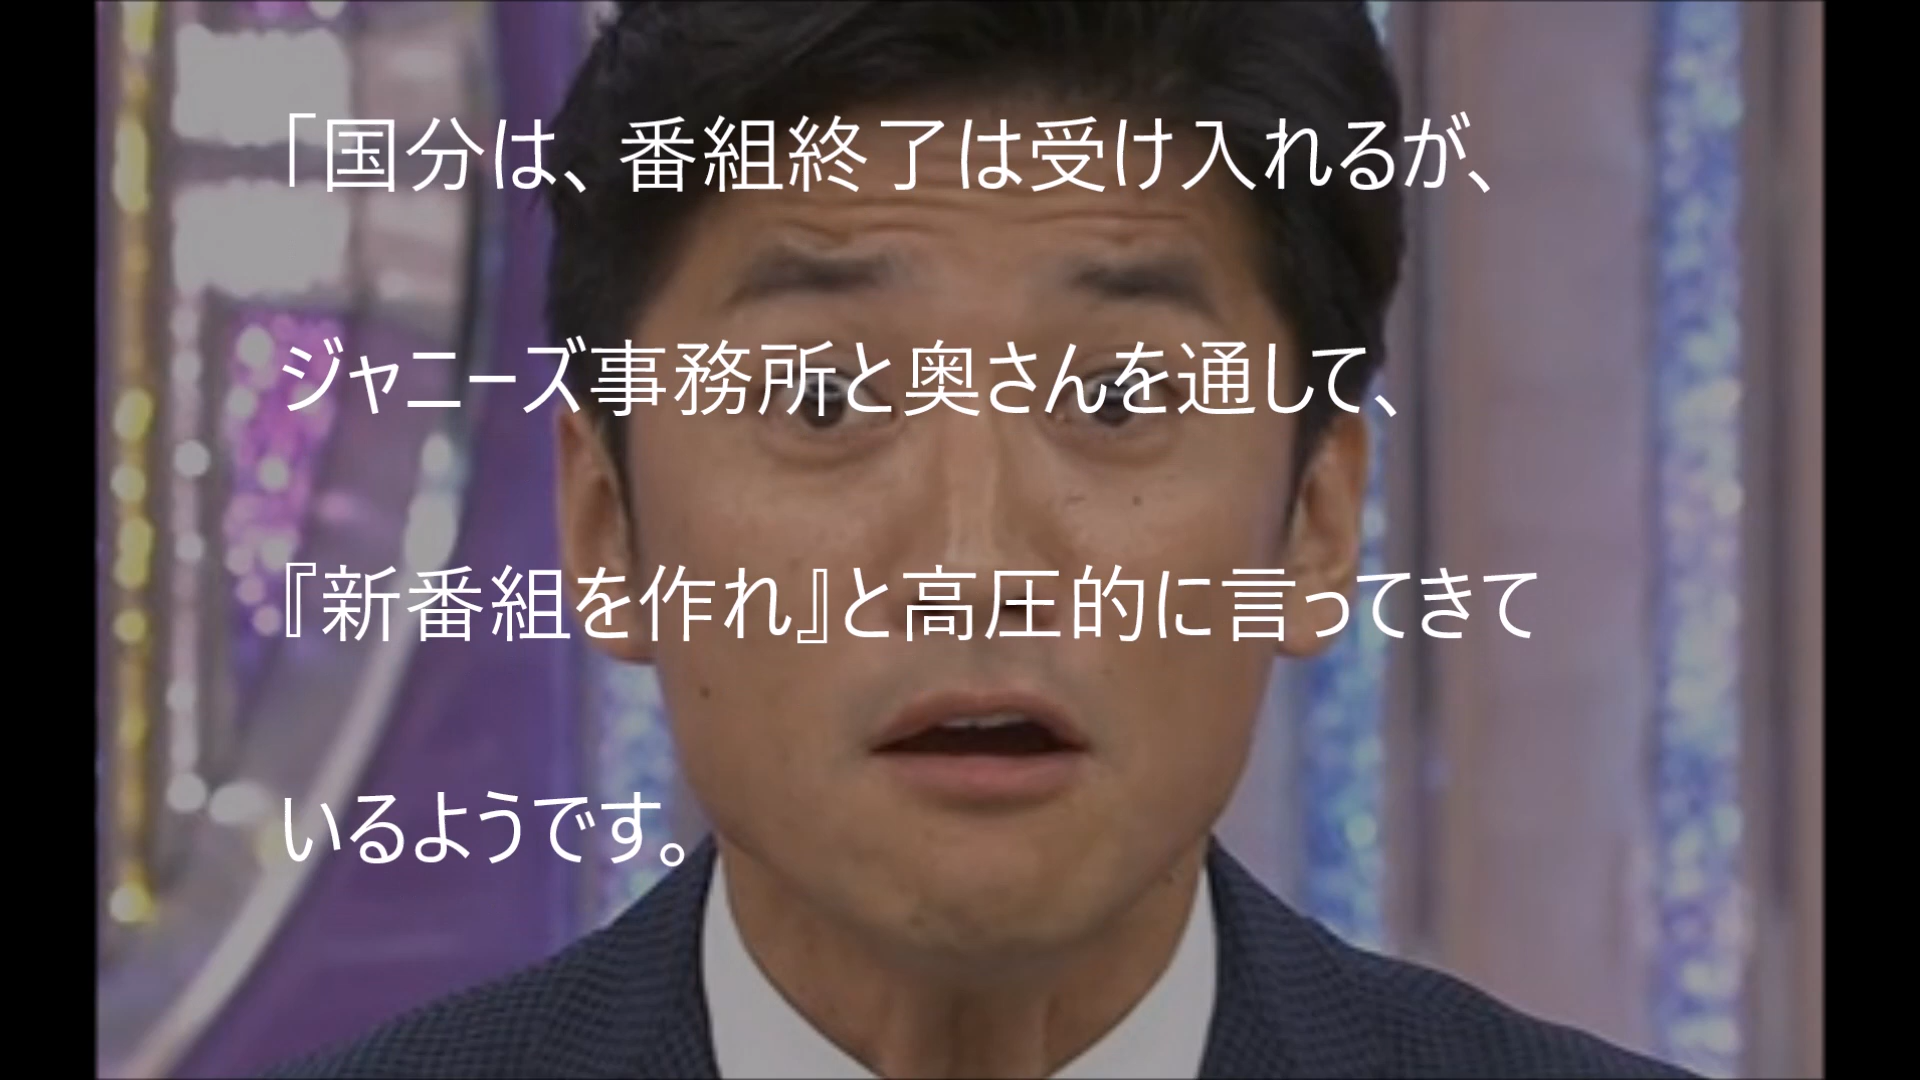 「国分は、番組終了は受け入れるが、
ジャニーズ事務所と奥さんを通して、
『新番組を作れ』と高圧的に言ってきて
いるようです。